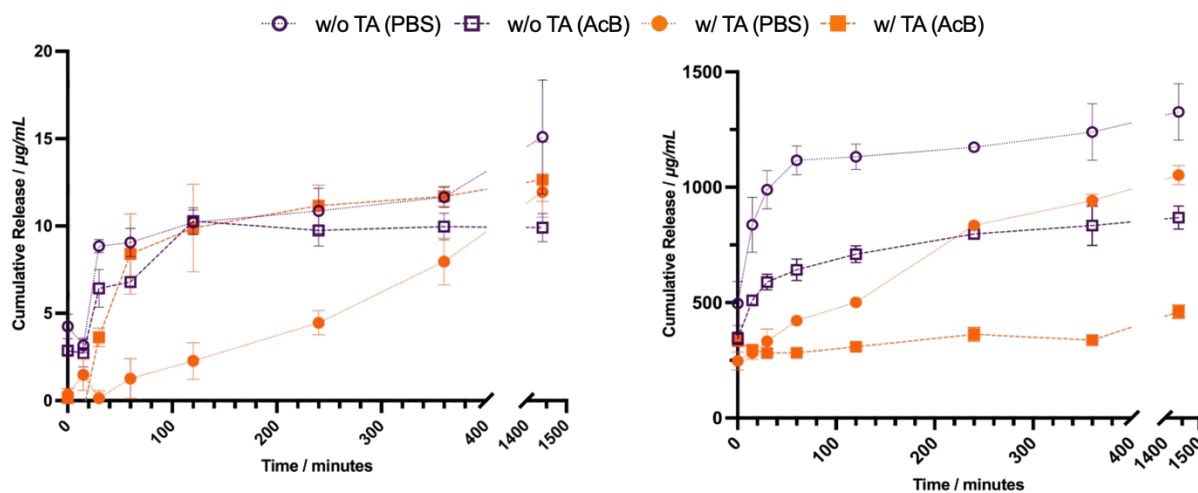 w/o TA (PBS) w/o TA (AcB) w/ TA (PBS) w/ TA (AcB)
Cumulative Release / µg/mL
20
15
10
5
0
0 100 200 300 400 1400 1500
Time / minutes
Cumulative Release / µg/mL
1500
1000
500
0
0 100 200 300 400 1400 1500
Time / minutes